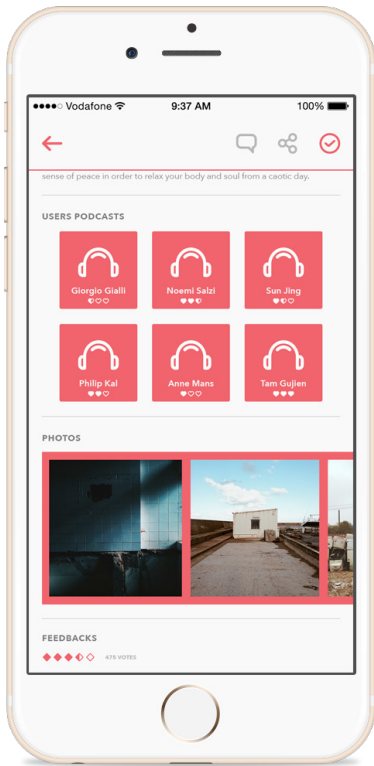 Vodafone 9:37 AM 100%
sense of peace in order to relax your body and soul from a caotic day.
USERS PODCASTS
Giorgio Gialli Noemi Salzi Sun Jing
Philip Kal Anne Mans Tam Gujien
PHOTOS
FEEDBACKS
475 VOTES